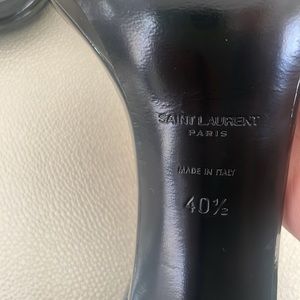 SAINT LAURENT
PARIS
MADE IN ITALY
40½